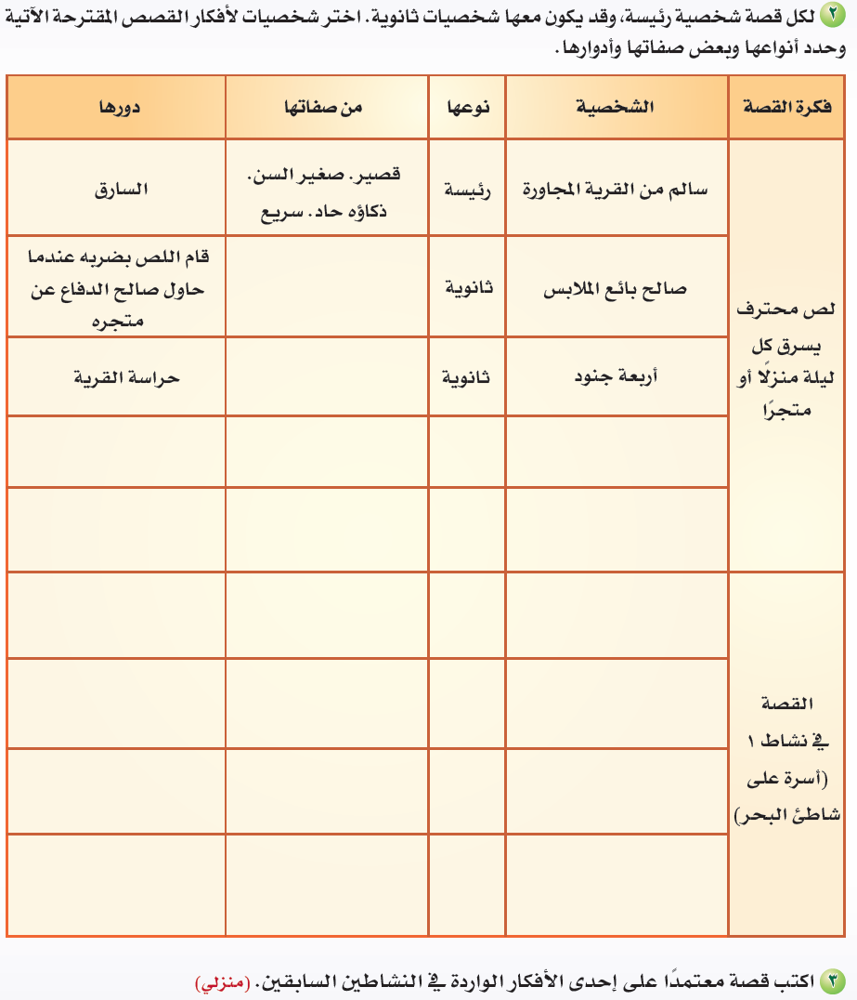 ٢ لكل قصة شخصية رئيسة، وقد يكون معها شخصيات ثانوية. اختر شخصيات لأفكار القصص المقترحة الآتية
وحدد أنواعها وبعض صفاتها وأدوارها.
فكرة القصة
الشخصية
نوعها
من صفاتها
دورها
لص محترف
يسرق كل
ليلة منزلًا أو
متجرًا
سالم من القرية المجاورة
رئيسة
قصير. صغير السن.
ذكاؤه حاد. سريع
السارق
صالح بائع الملابس
ثانوية
قام اللص بضربه عندما
حاول صالح الدفاع عن
متجره
أربعة جنود
ثانوية
حراسة القرية
القصة
في نشاط ١
(أسرة على
شاطئ البحر)
٣ اكتب قصة معتمدًا على إحدى الأفكار الواردة في النشاطين السابقين. (منزلي)